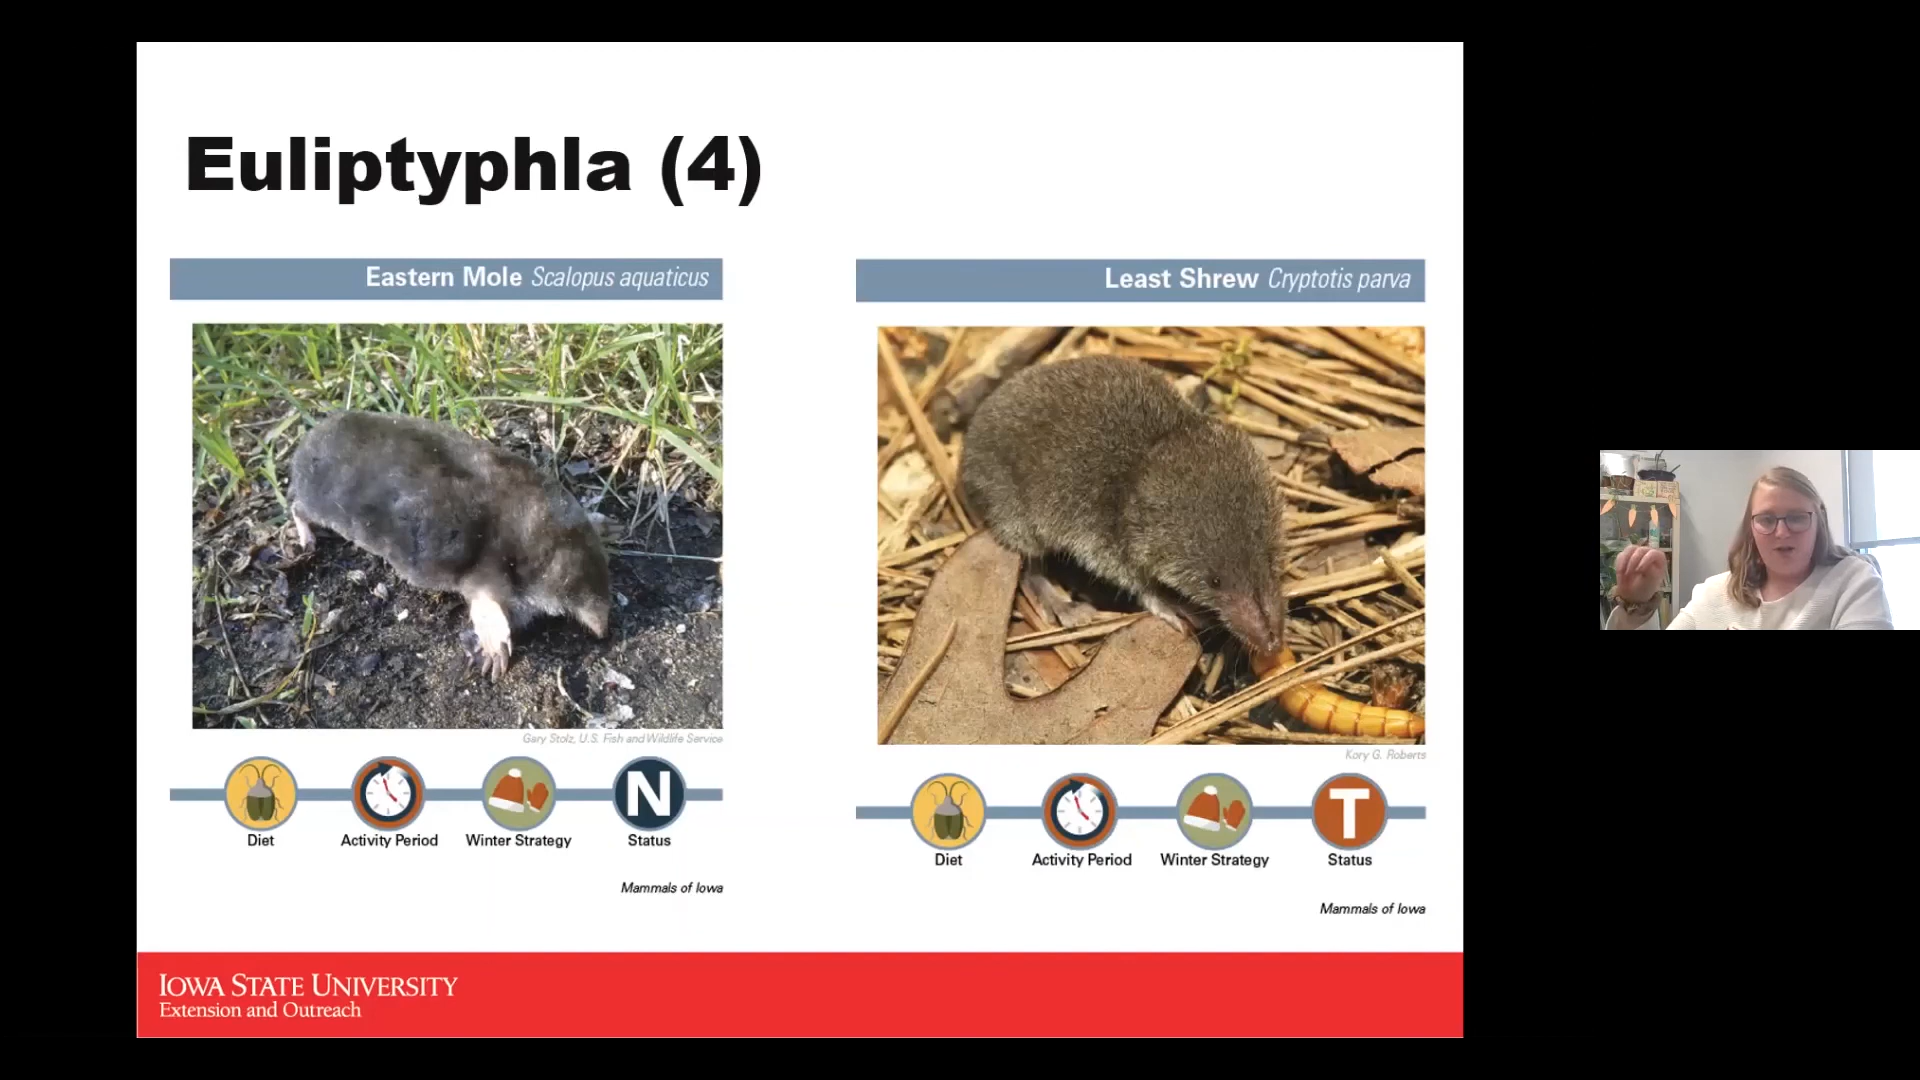 Euliptyphla (4)
Eastern Mole Scalopus aquaticus
Gary Stolz, U.S. Fish and Wildlife Service
N
Diet
Activity Period
Winter Strategy
Status
Mammals of Iowa
Least Shrew Cryptotis parva
Kory G. Roberts
T
Diet
Activity Period
Winter Strategy
Status
Mammals of Iowa
IOWA STATE UNIVERSITY
Extension and Outreach